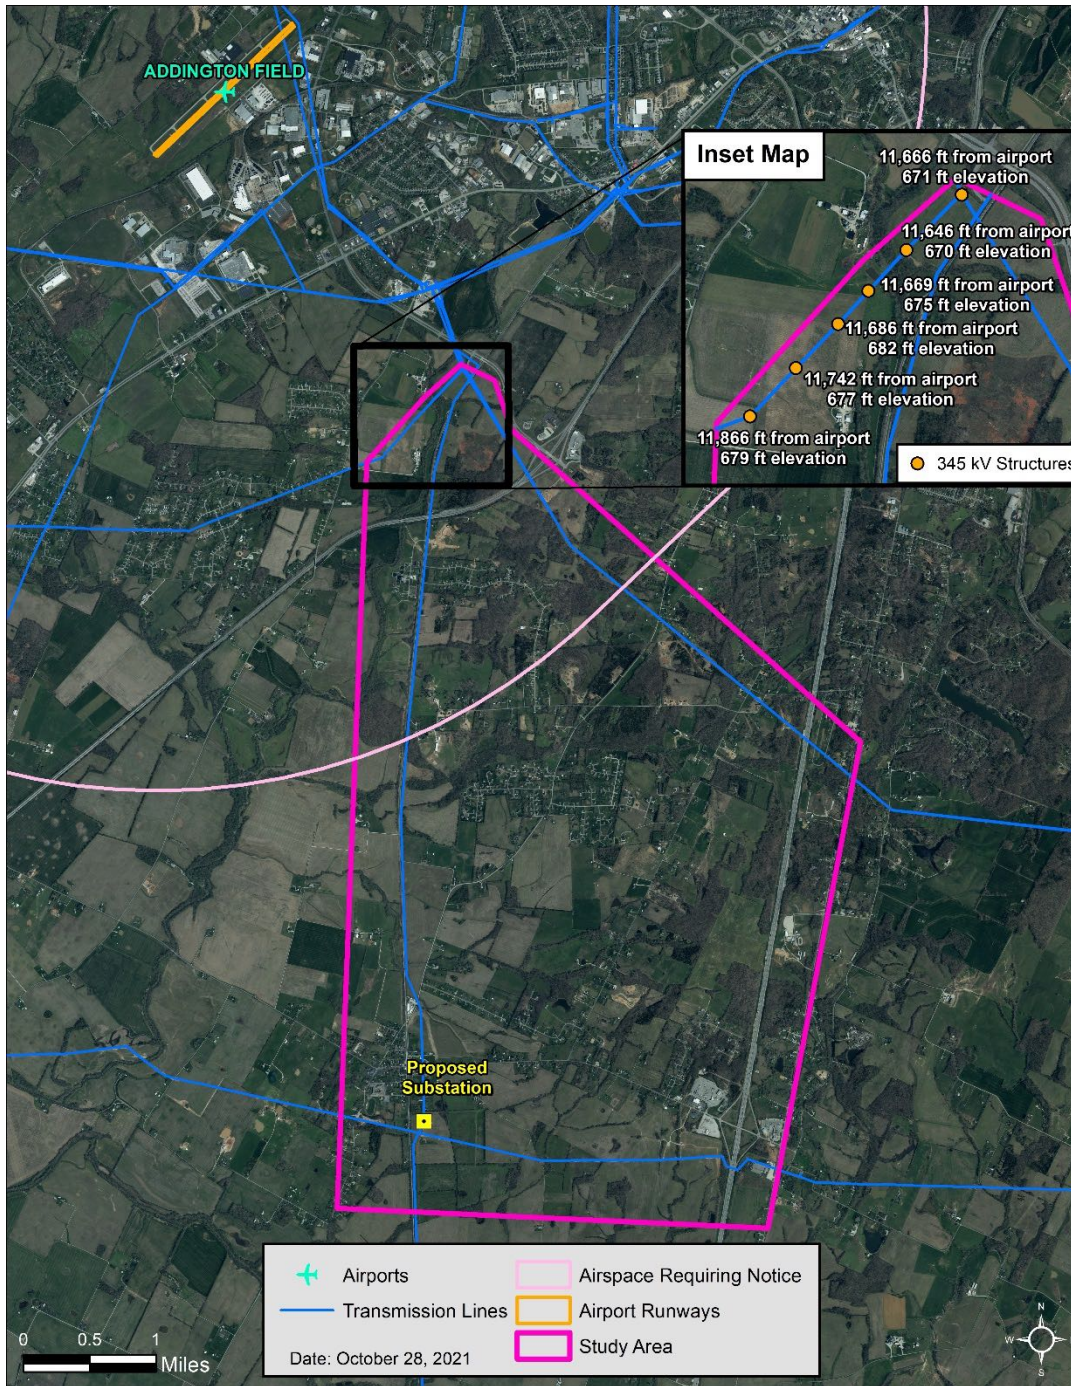 ADDINGTON FIELD
Inset Map
11,666 ft from airport
671 ft elevation
11,646 ft from airport
670 ft elevation
11,669 ft from airport
675 ft elevation
11,686 ft from airport
682 ft elevation
11,742 ft from airport
677 ft elevation
11,866 ft from airport
679 ft elevation
345 kV Structures
Proposed
Substation
Airports
Transmission Lines
Date: October 28, 2021
Airspace Requiring Notice
Airport Runways
Study Area
0 0.5 1
Miles
N
W E
S